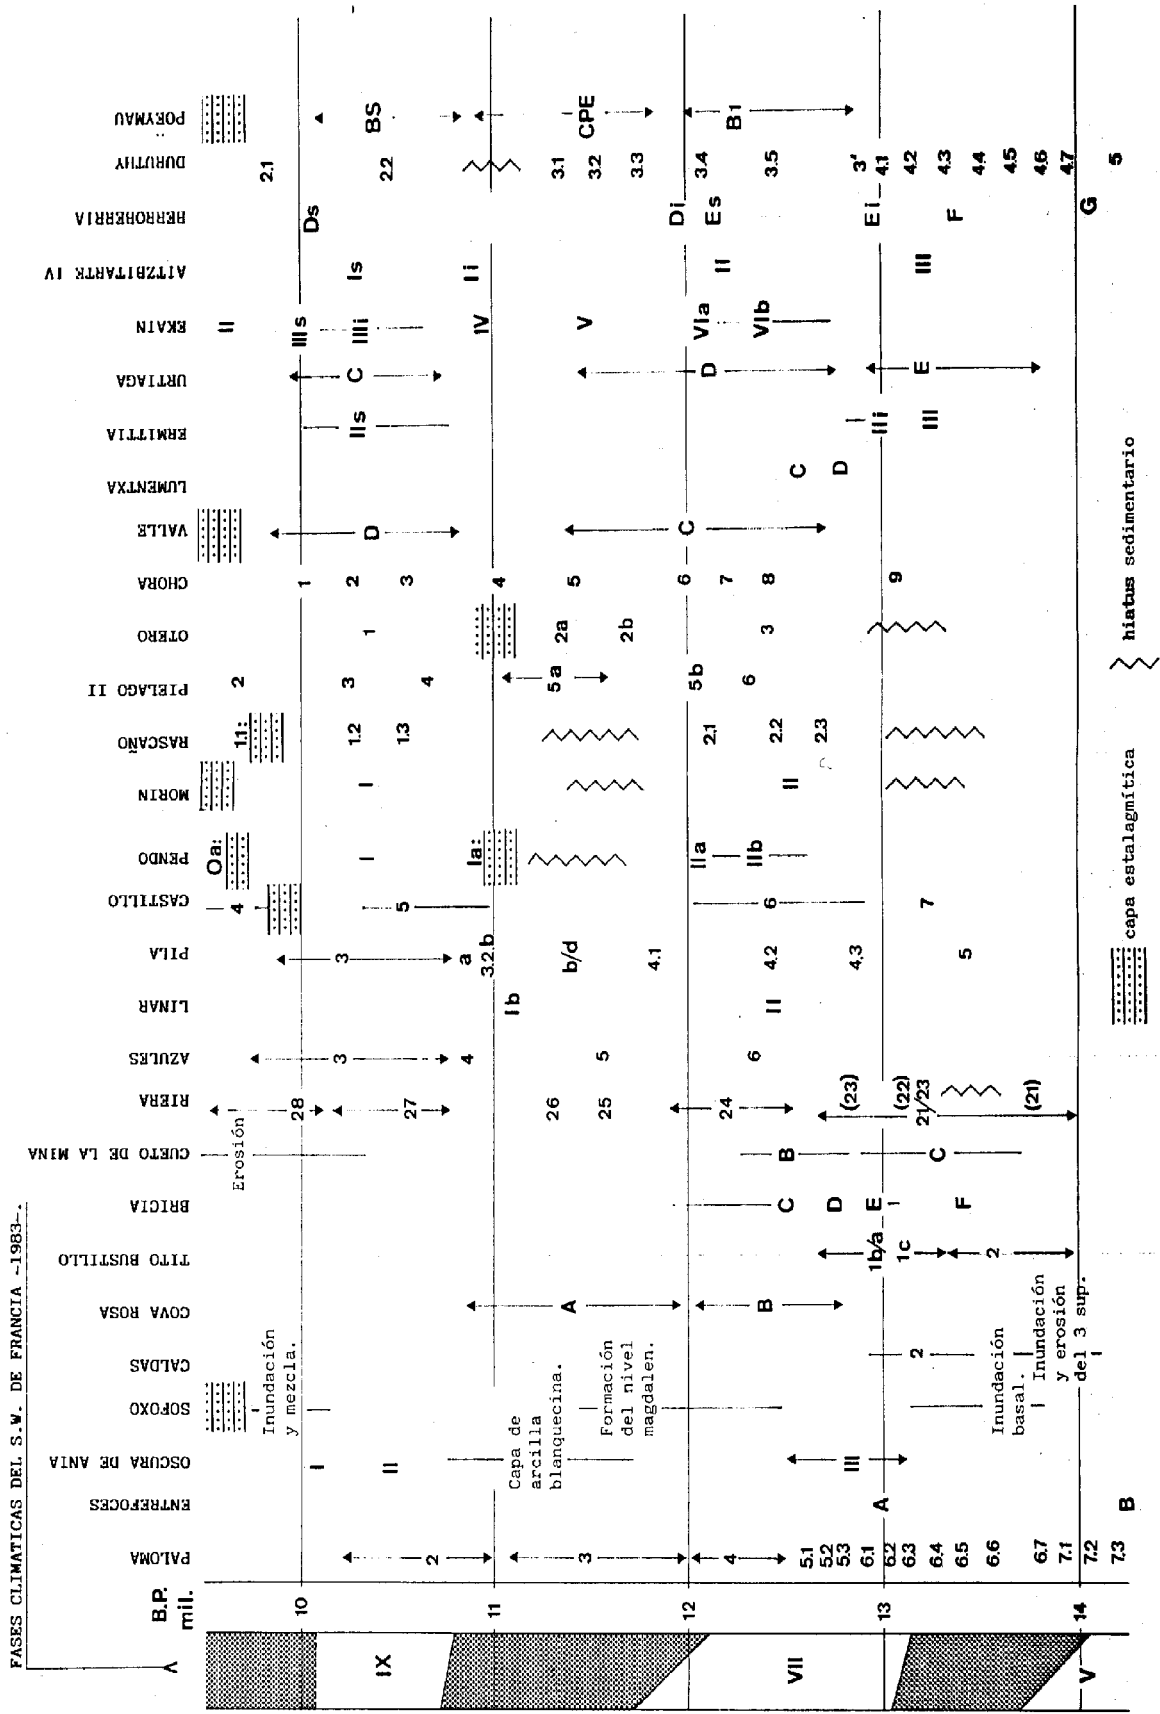 FASES CLIMATICAS DEL S.W. DE FRANCIA --1983--.
B.P.
mil.
PALOMA
ENTREFOCES
OSCURA DE ANIA
SOFOXO
CALDAS
COVA ROSA
TITO BUSTILLO
BRICIA
CUETO DE LA MINA
RIERA
AZULES
LINAR
PILA
CASTILLO
PENDO
MORIN
RASCAÑO
PIELAGO II
OTERO
CHORA
VALLE
LUMENTXA
ERMITTIA
URTIAGA
EKAIN
AITZBITARTE IV
BERROBERRIA
DURUTHY
POEYMAU
IX
VII
V
10
11
12
13
14
2
3
4
5.1
5.2
5.3
6.1
6.2
6.3
6.4
6.5
6.6
6.7
7.1
7.2
7.3
A
B
I
II
III
Inundación
y mezcla.
Capa de
arcilla
blanquecina.
Formación
del nivel
magdalen.
Inundación
basal.
2
Inundación
y erosión
del 3 sup.
A
B
1b/a
1c
2
C
D
E
F
Erosión
B
C
28
27
26
25
24
(23)
(22)
21/23
(21)
3
4
5
6
Ib
II
3
a
3.2.b
b/d
4.1
4.2
4.3
5
4
5
6
7
Oa:
I
Ia:
IIa
IIb
I
II
1.1:
1.2
1.3
2.1
2.2
2.3
2
3
4
5a
5b
6
1
2a
2b
3
1
2
3
4
5
6
7
8
9
D
C
C
D
IIs
IIi
III
C
D
E
II
IIIs
IIIi
IV
V
VIa
VIb
Is
Ii
II
III
Ds
Di
Es
Ei
F
G
2.1
2.2
3.1
3.2
3.3
3.4
3.5
3'
4.1
4.2
4.3
4.4
4.5
4.6
4.7
5
BS
CPE
B1
capa estalagmítica
hiatus sedimentario